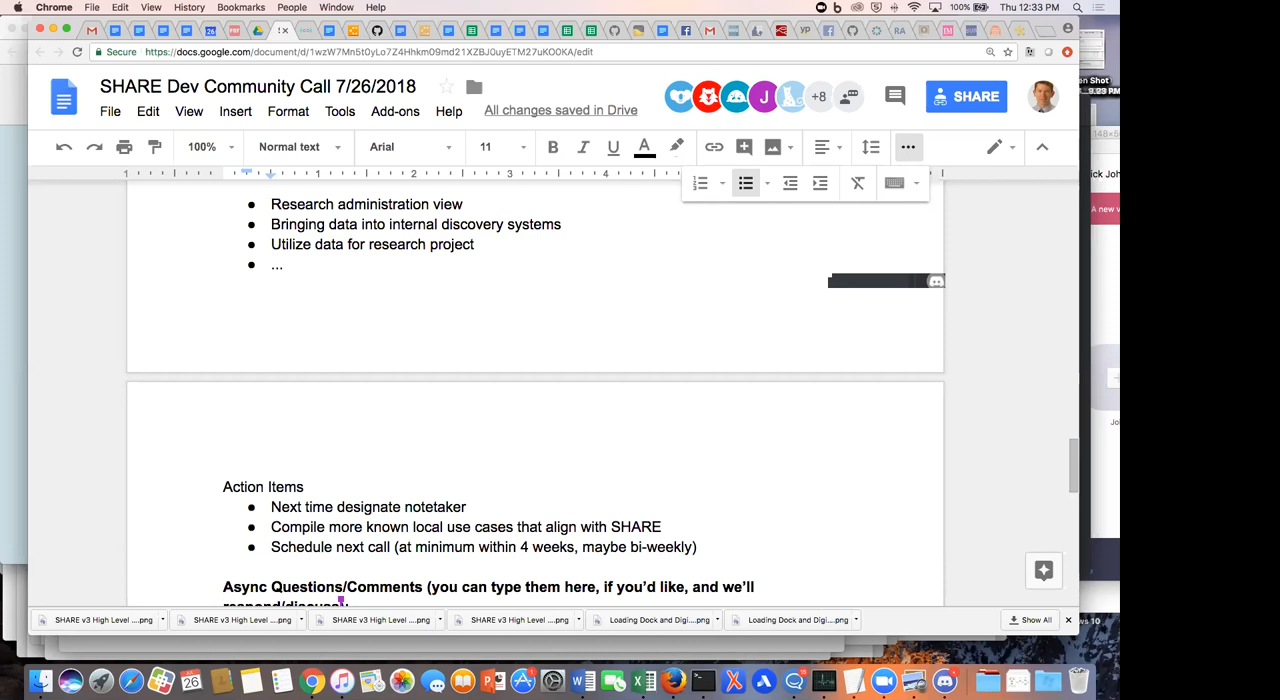 Chrome File Edit View History Bookmarks People Window Help 100% Thu 12:33 PM
Secure https://docs.google.com/document/d/1wzW7Mn5t0yLo7Z4Hhkm09md21XZBJ0uyETM27uKOOKA/edit
SHARE Dev Community Call 7/26/2018
J +8 SHARE
File Edit View Insert Format Tools Add-ons Help All changes saved in Drive
100% Normal text Arial 11 B I U A
1 1 2 3 4
● Research administration view
● Bringing data into internal discovery systems
● Utilize data for research project
● ...
Action Items
● Next time designate notetaker
● Compile more known local use cases that align with SHARE
● Schedule next call (at minimum within 4 weeks, maybe bi-weekly)
Async Questions/Comments (you can type them here, if you'd like, and we'll
respond/discuss):
SHARE v3 High Level ....png SHARE v3 High Level ....png SHARE v3 High Level ....png SHARE v3 High Level ....png Loading Dock and Digi....png Loading Dock and Digi....png Show All